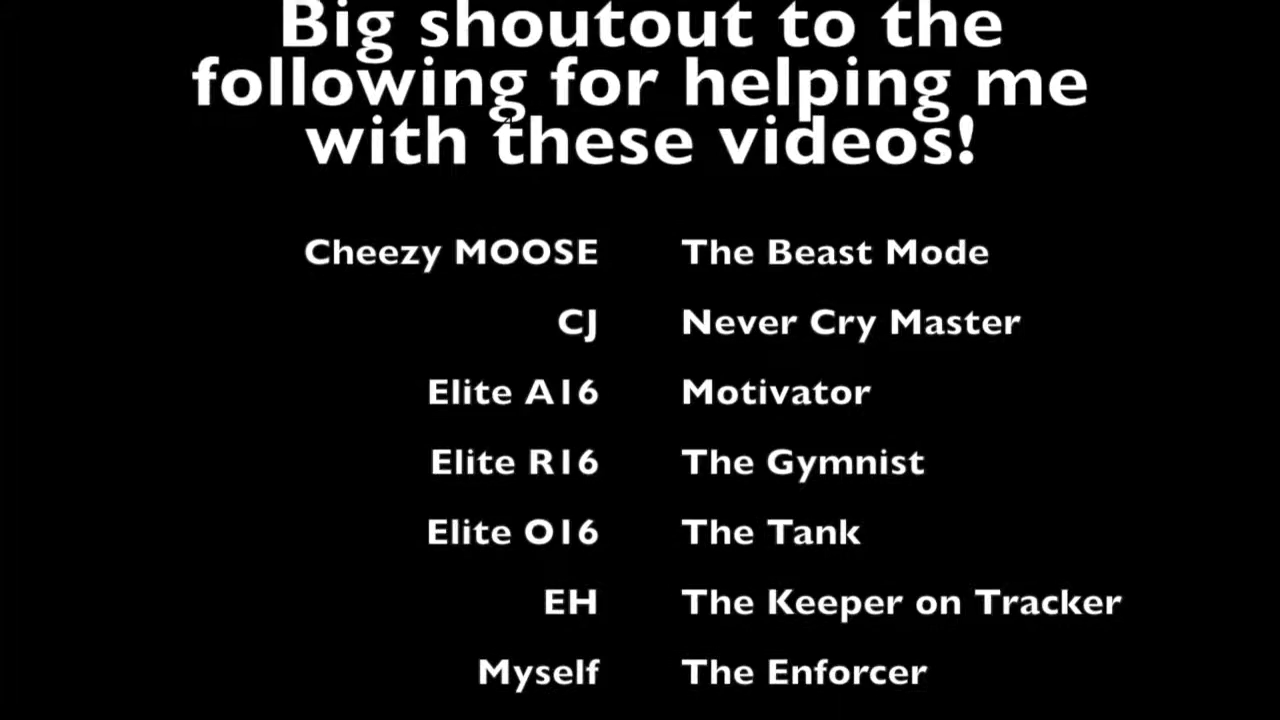 Big shoutout to the
following for helping me
with these videos!
Cheezy MOOSE The Beast Mode
CJ Never Cry Master
Elite A16 Motivator
Elite R16 The Gymnist
Elite O16 The Tank
EH The Keeper on Tracker
Myself The Enforcer